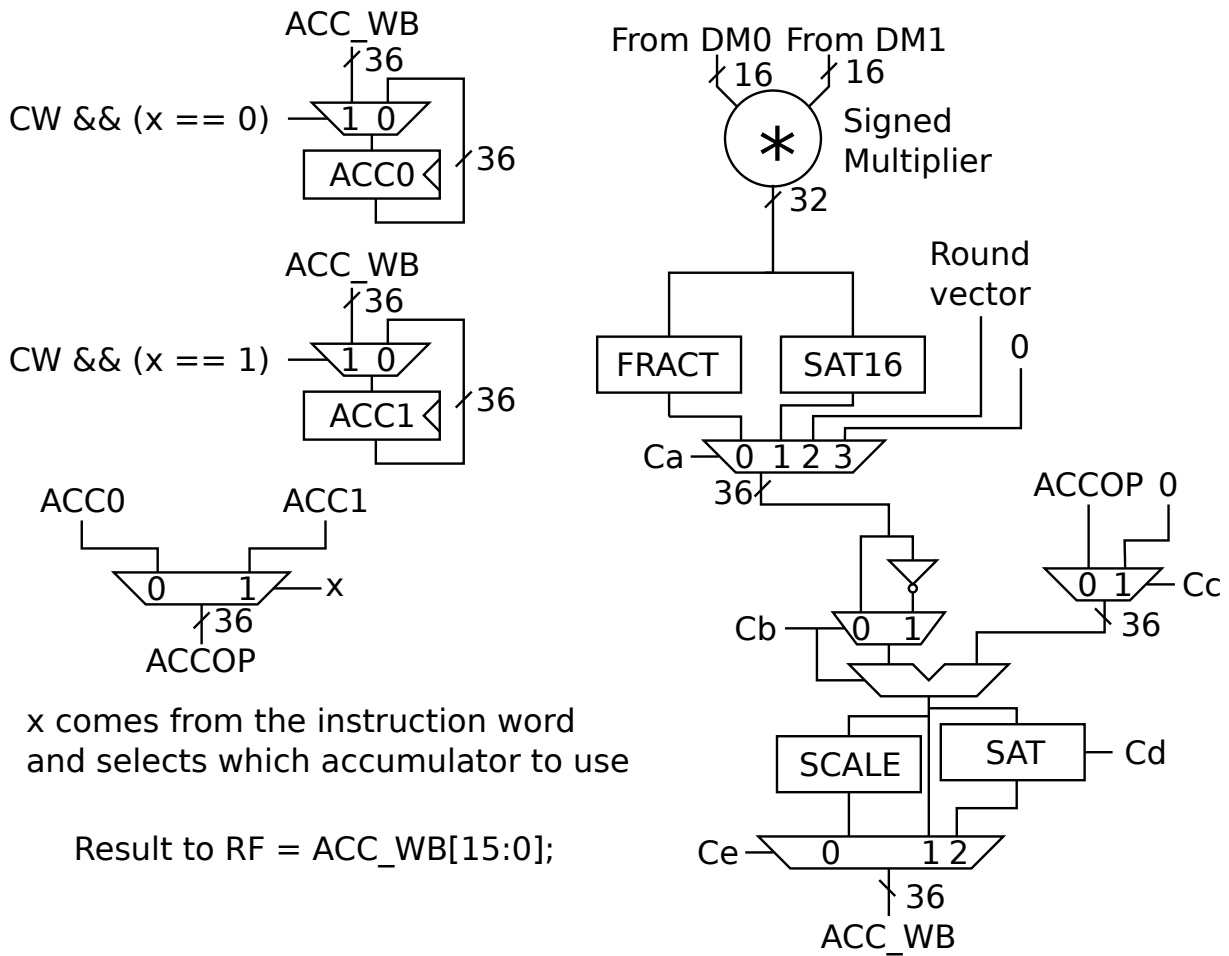 ACC_WB
36
CW && (x == 0)
1 0
ACC0
36
ACC_WB
36
CW && (x == 1)
1 0
ACC1
36
ACC0
ACC1
0 1
x
36
ACCOP
x comes from the instruction word
and selects which accumulator to use
Result to RF = ACC_WB[15:0];
From DM0 From DM1
16 16
*
Signed
Multiplier
32
Round
vector
0
FRACT
SAT16
Ca
0 1 2 3
36
ACCOP 0
0 1
Cc
36
Cb
0 1
SCALE
SAT
Cd
Ce
0 1 2
36
ACC_WB